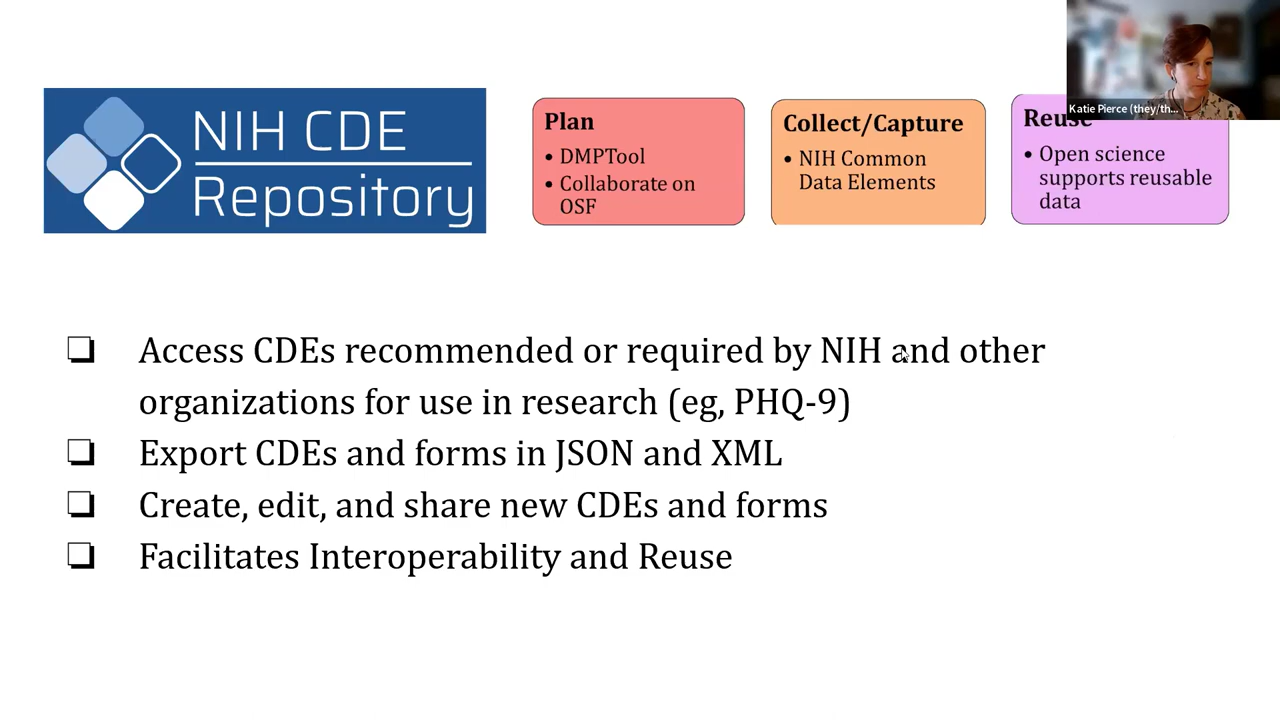 NIH CDE
Repository
Plan
• DMPTool
• Collaborate on
OSF
Collect/Capture
• NIH Common
Data Elements
Reuse
• Open science
supports reusable
data
Katie Pierce (they/th...
❏ Access CDEs recommended or required by NIH and other
organizations for use in research (eg, PHQ-9)
❏ Export CDEs and forms in JSON and XML
❏ Create, edit, and share new CDEs and forms
❏ Facilitates Interoperability and Reuse